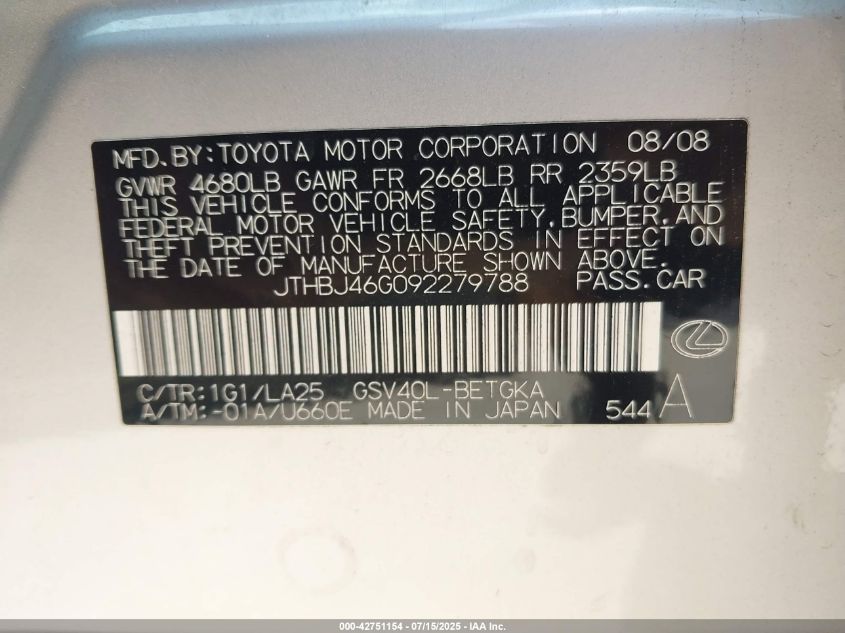 MFD. BY: TOYOTA MOTOR CORPORATION 08/08
GVWR 4680LB GAWR FR 2668LB RR 2359LB
THIS VEHICLE CONFORMS TO ALL APPLICABLE
FEDERAL MOTOR VEHICLE SAFETY, BUMPER, AND
THEFT PREVENTION STANDARDS IN EFFECT ON
THE DATE OF MANUFACTURE SHOWN ABOVE.
JTHBJ46G092279788 PASS. CAR
C/TR: 1G1/LA25 GSV40L-BETGKA
A/TM: -01A/U660E MADE IN JAPAN 544 A
000-42751154 - 07/15/2025 - IAA Inc.